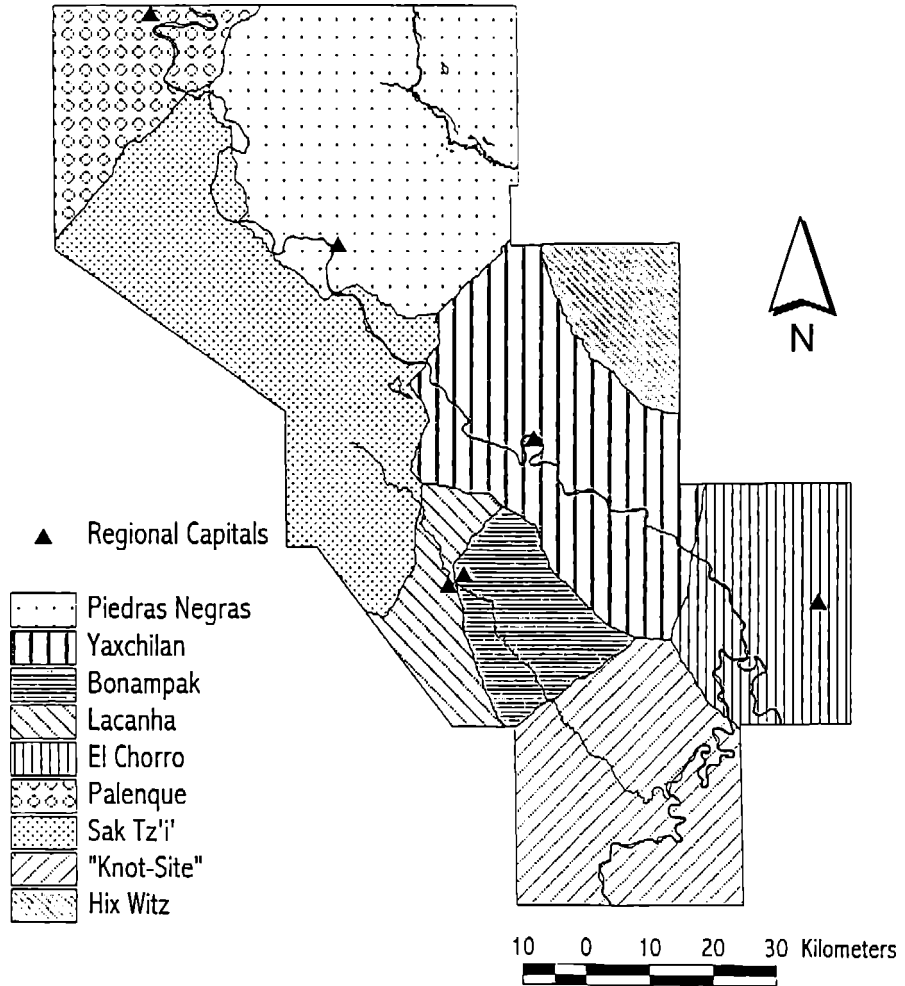 N
Regional Capitals
Piedras Negras
Yaxchilan
Bonampak
Lacanha
El Chorro
Palenque
Sak Tz'i'
"Knot-Site"
Hix Witz
10 0 10 20 30 Kilometers